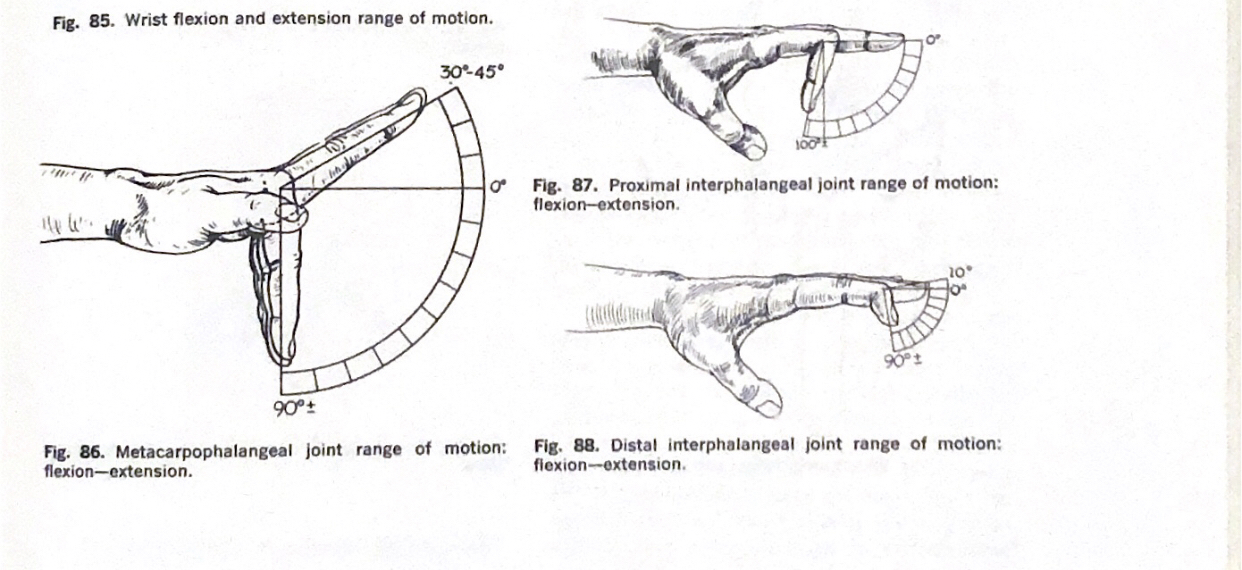 Fig. 85. Wrist flexion and extension range of motion.
30°-45°
0°
90°±
Fig. 86. Metacarpophalangeal joint range of motion:
flexion—extension.
0°
100°±
Fig. 87. Proximal interphalangeal joint range of motion:
flexion—extension.
10°
0°
90°±
Fig. 88. Distal interphalangeal joint range of motion:
flexion—extension.